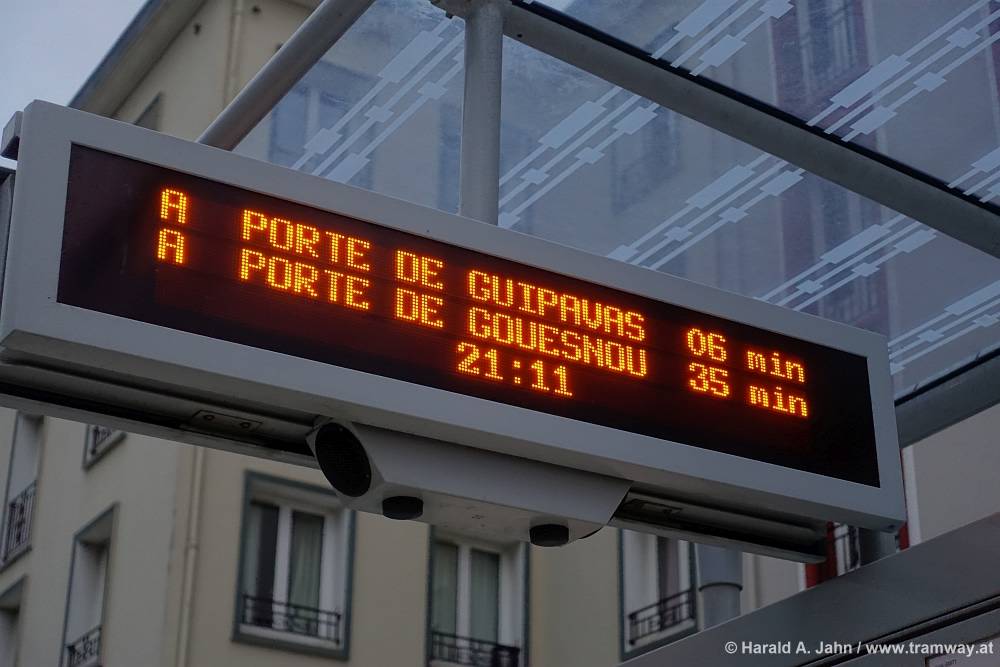 A PORTE DE GUIPAVAS 06 min
A PORTE DE GOUESNOU 35 min
21:11
© Harald A. Jahn / www.tramway.at